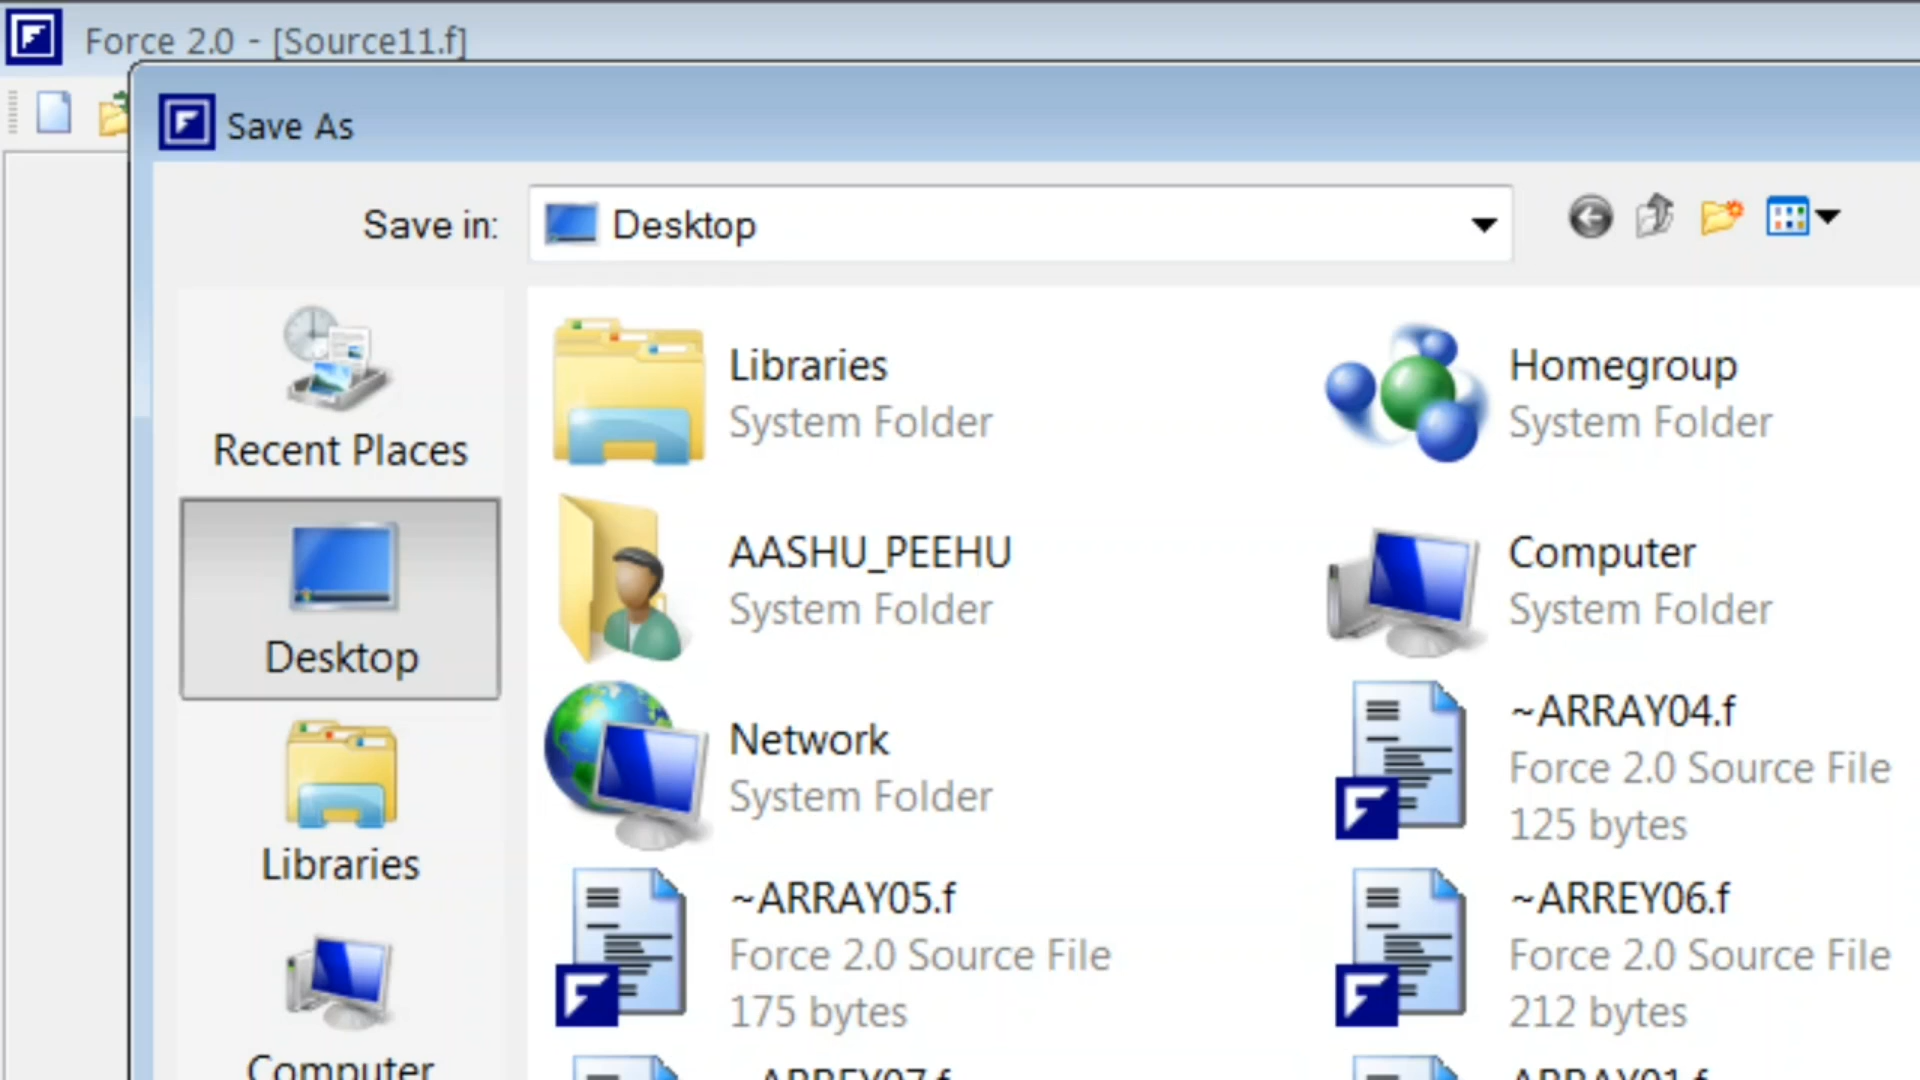 Force 2.0 - [Source11.f]
Save As
Save in:
Desktop
Recent Places
Desktop
Libraries
Computer
Libraries
System Folder
Homegroup
System Folder
AASHU_PEEHU
System Folder
Computer
System Folder
Network
System Folder
~ARRAY04.f
Force 2.0 Source File
125 bytes
~ARRAY05.f
Force 2.0 Source File
175 bytes
~ARREY06.f
Force 2.0 Source File
212 bytes
ARREY07.f
ARRAY01.f